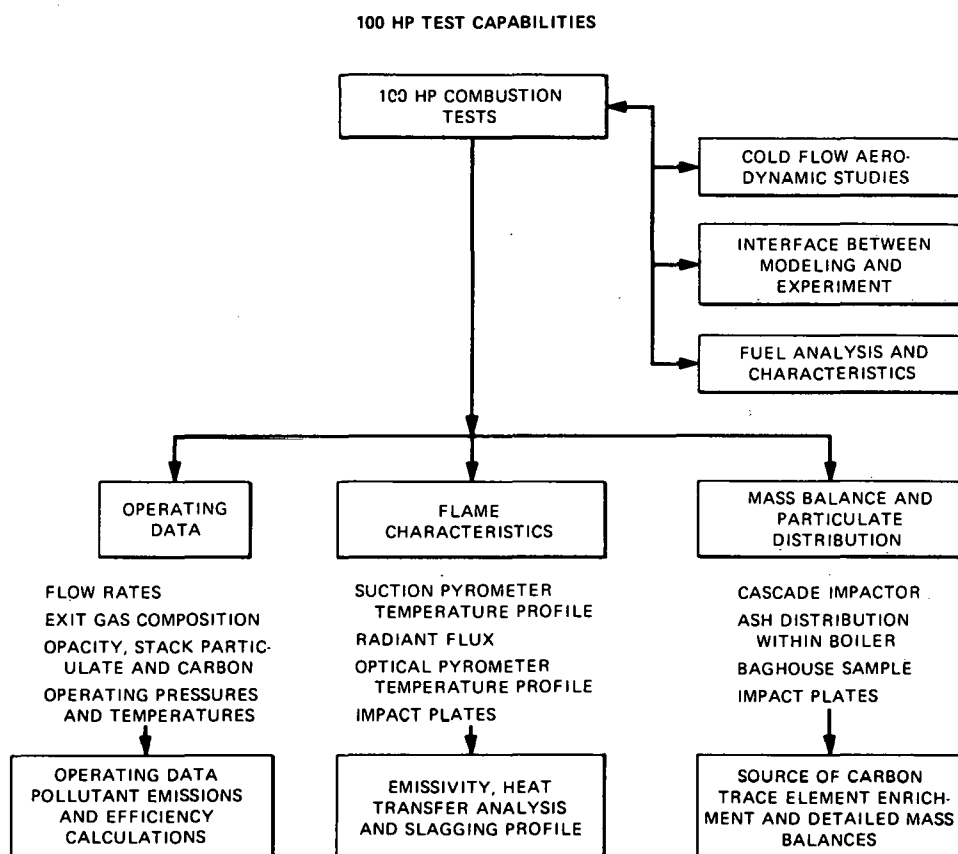 100 HP TEST CAPABILITIES
100 HP COMBUSTION
TESTS
COLD FLOW AERO-
DYNAMIC STUDIES
INTERFACE BETWEEN
MODELING AND
EXPERIMENT
FUEL ANALYSIS AND
CHARACTERISTICS
OPERATING
DATA
FLOW RATES
EXIT GAS COMPOSITION
OPACITY, STACK PARTIC-
ULATE AND CARBON
OPERATING PRESSURES
AND TEMPERATURES
OPERATING DATA
POLLUTANT EMISSIONS
AND EFFICIENCY
CALCULATIONS
FLAME
CHARACTERISTICS
SUCTION PYROMETER
TEMPERATURE PROFILE
RADIANT FLUX
OPTICAL PYROMETER
TEMPERATURE PROFILE
IMPACT PLATES
EMISSIVITY, HEAT
TRANSFER ANALYSIS
AND SLAGGING PROFILE
MASS BALANCE AND
PARTICULATE
DISTRIBUTION
CASCADE IMPACTOR
ASH DISTRIBUTION
WITHIN BOILER
BAGHOUSE SAMPLE
IMPACT PLATES
SOURCE OF CARBON
TRACE ELEMENT ENRICH-
MENT AND DETAILED MASS
BALANCES